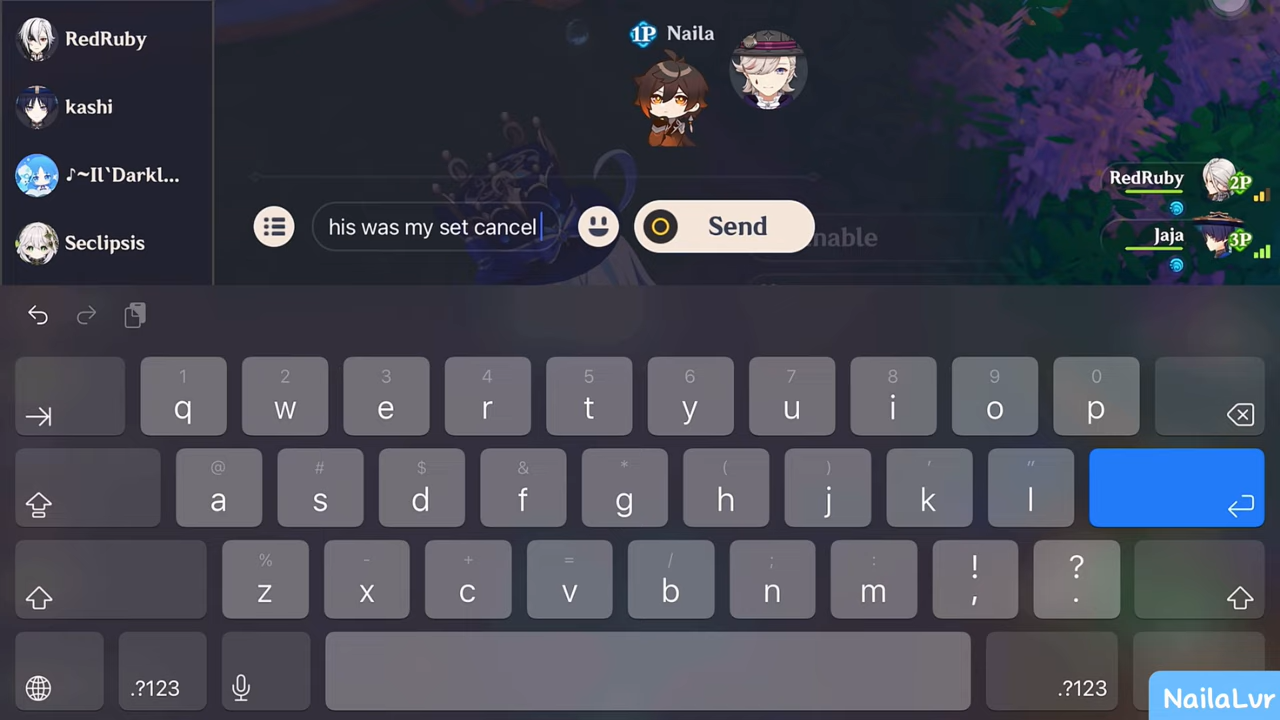 RedRuby
kashi
♪~Il`Darkl...
Seclipsis
1P Naila
his was my set cancel
Send
nable
RedRuby 2P
Jaja 3P
1 2 3 4 5 6 7 8 9 0
q w e r t y u i o p
@ # $ & * ( ) ' "
a s d f g h j k l
% - + = / ; : ! ?
z x c v b n m , .
.?123 .?123
NailaLvr